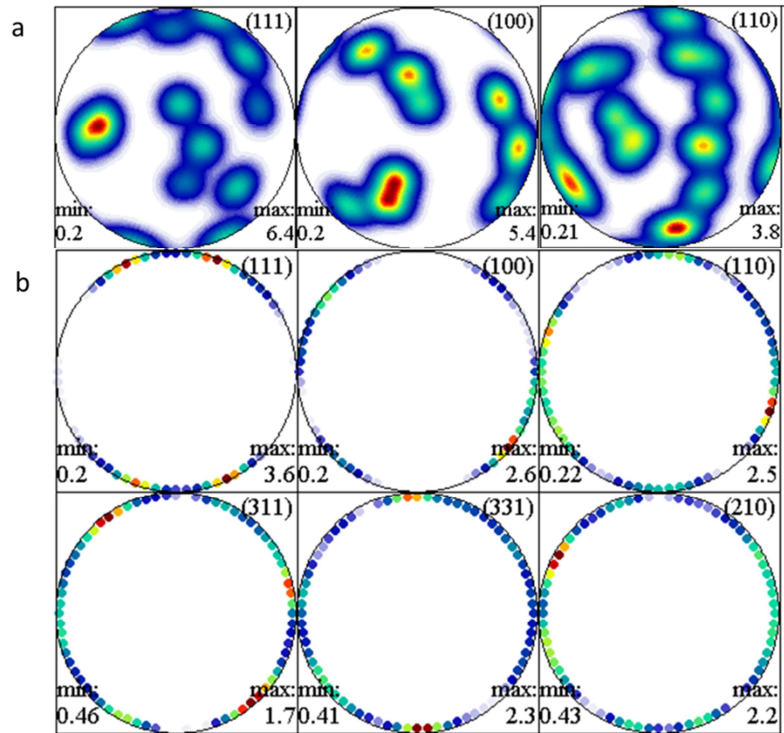 a
(111)
min:
0.2
max:
6.4
(100)
min:
0.2
max:
5.4
(110)
min:
0.21
max:
3.8
b
(111)
min:
0.2
max:
3.6
(100)
min:
0.2
max:
2.6
(110)
min:
0.22
max:
2.5
(311)
min:
0.46
max:
1.7
(331)
min:
0.41
max:
2.3
(210)
min:
0.43
max:
2.2